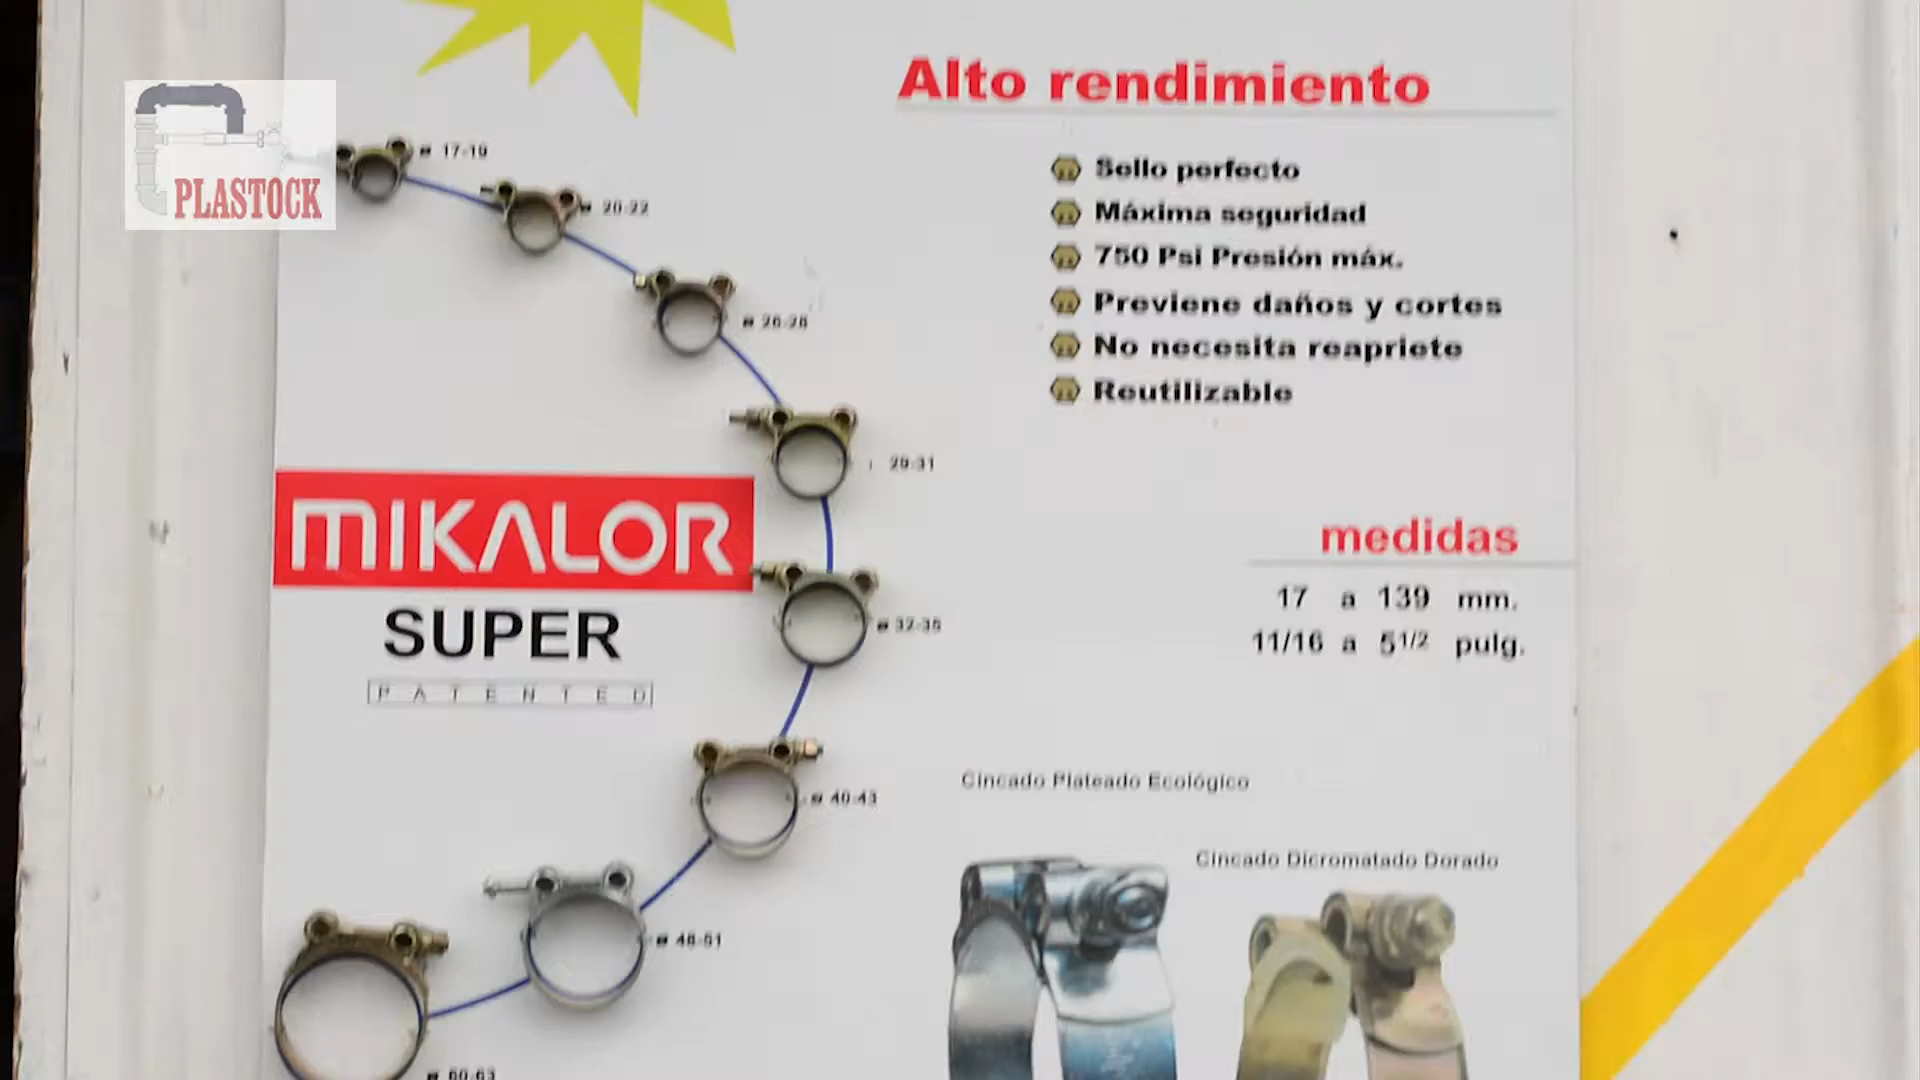 Alto rendimiento
PLASTOCK
ø 17-19
ø 20-22
ø 26-28
29-31
ø 32-35
ø 40-43
ø 48-51
ø 60-63
Sello perfecto
Máxima seguridad
750 Psi Presión máx.
Previene daños y cortes
No necesita reapriete
Reutilizable
MIKALOR
SUPER
PATENTED
medidas
17 a 139 mm.
11/16 a 5 1/2 pulg.
Cincado Plateado Ecológico
Cincado Dicromatado Dorado